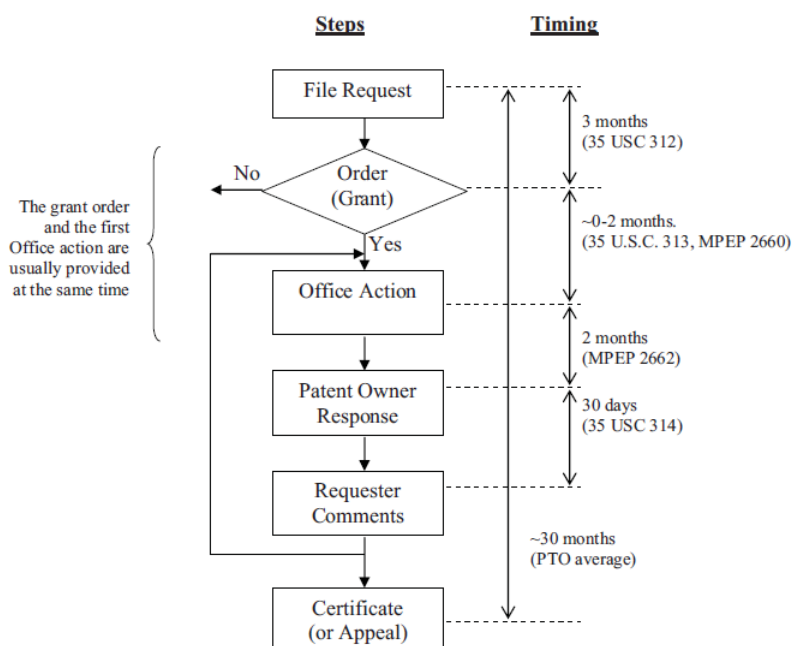 Steps
Timing
File Request
3 months
(35 USC 312)
No
Order
(Grant)
The grant order
and the first
Office action are
usually provided
at the same time
~0-2 months.
(35 U.S.C. 313, MPEP 2660)
Yes
Office Action
2 months
(MPEP 2662)
Patent Owner
Response
30 days
(35 USC 314)
Requester
Comments
~30 months
(PTO average)
Certificate
(or Appeal)